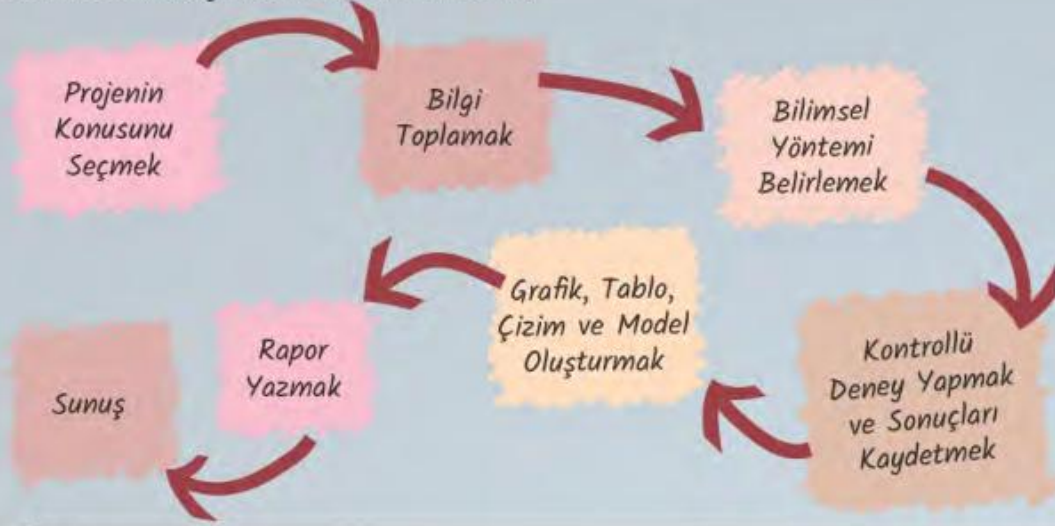 Projenin
Konusunu
Seçmek
Bilgi
Toplamak
Bilimsel
Yöntemi
Belirlemek
Kontrollü
Deney Yapmak
ve Sonuçları
Kaydetmek
Grafik, Tablo,
Çizim ve Model
Oluşturmak
Rapor
Yazmak
Sunuş